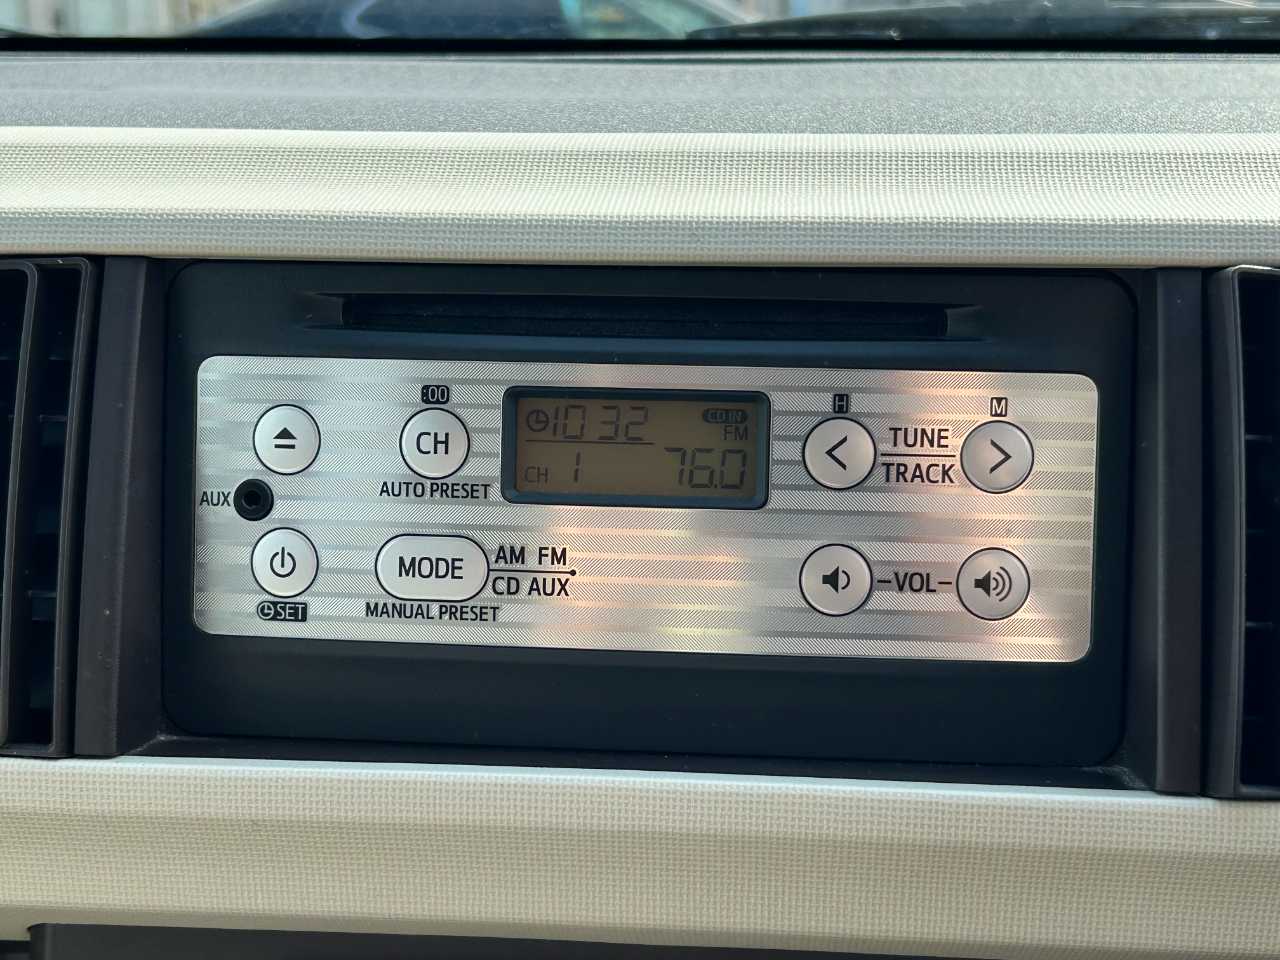 :00
CH
AUTO PRESET
AUX
10 32
CD IN
FM
CH 1 76.0
H
M
TUNE
TRACK
MODE
AM FM
CD AUX
MANUAL PRESET
SET
VOL